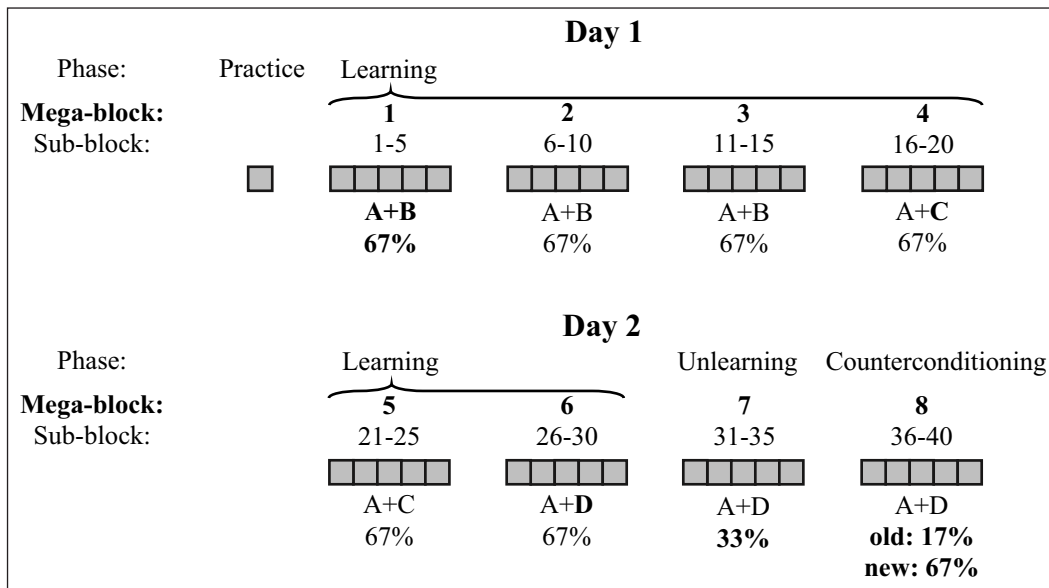 Day 1
Phase: Practice Learning
Mega-block: 1 2 3 4
Sub-block: 1-5 6-10 11-15 16-20
A+B A+B A+B A+C
67% 67% 67% 67%
Day 2
Phase: Learning Unlearning Counterconditioning
Mega-block: 5 6 7 8
Sub-block: 21-25 26-30 31-35 36-40
A+C A+D A+D A+D
67% 67% 33% old: 17%
new: 67%